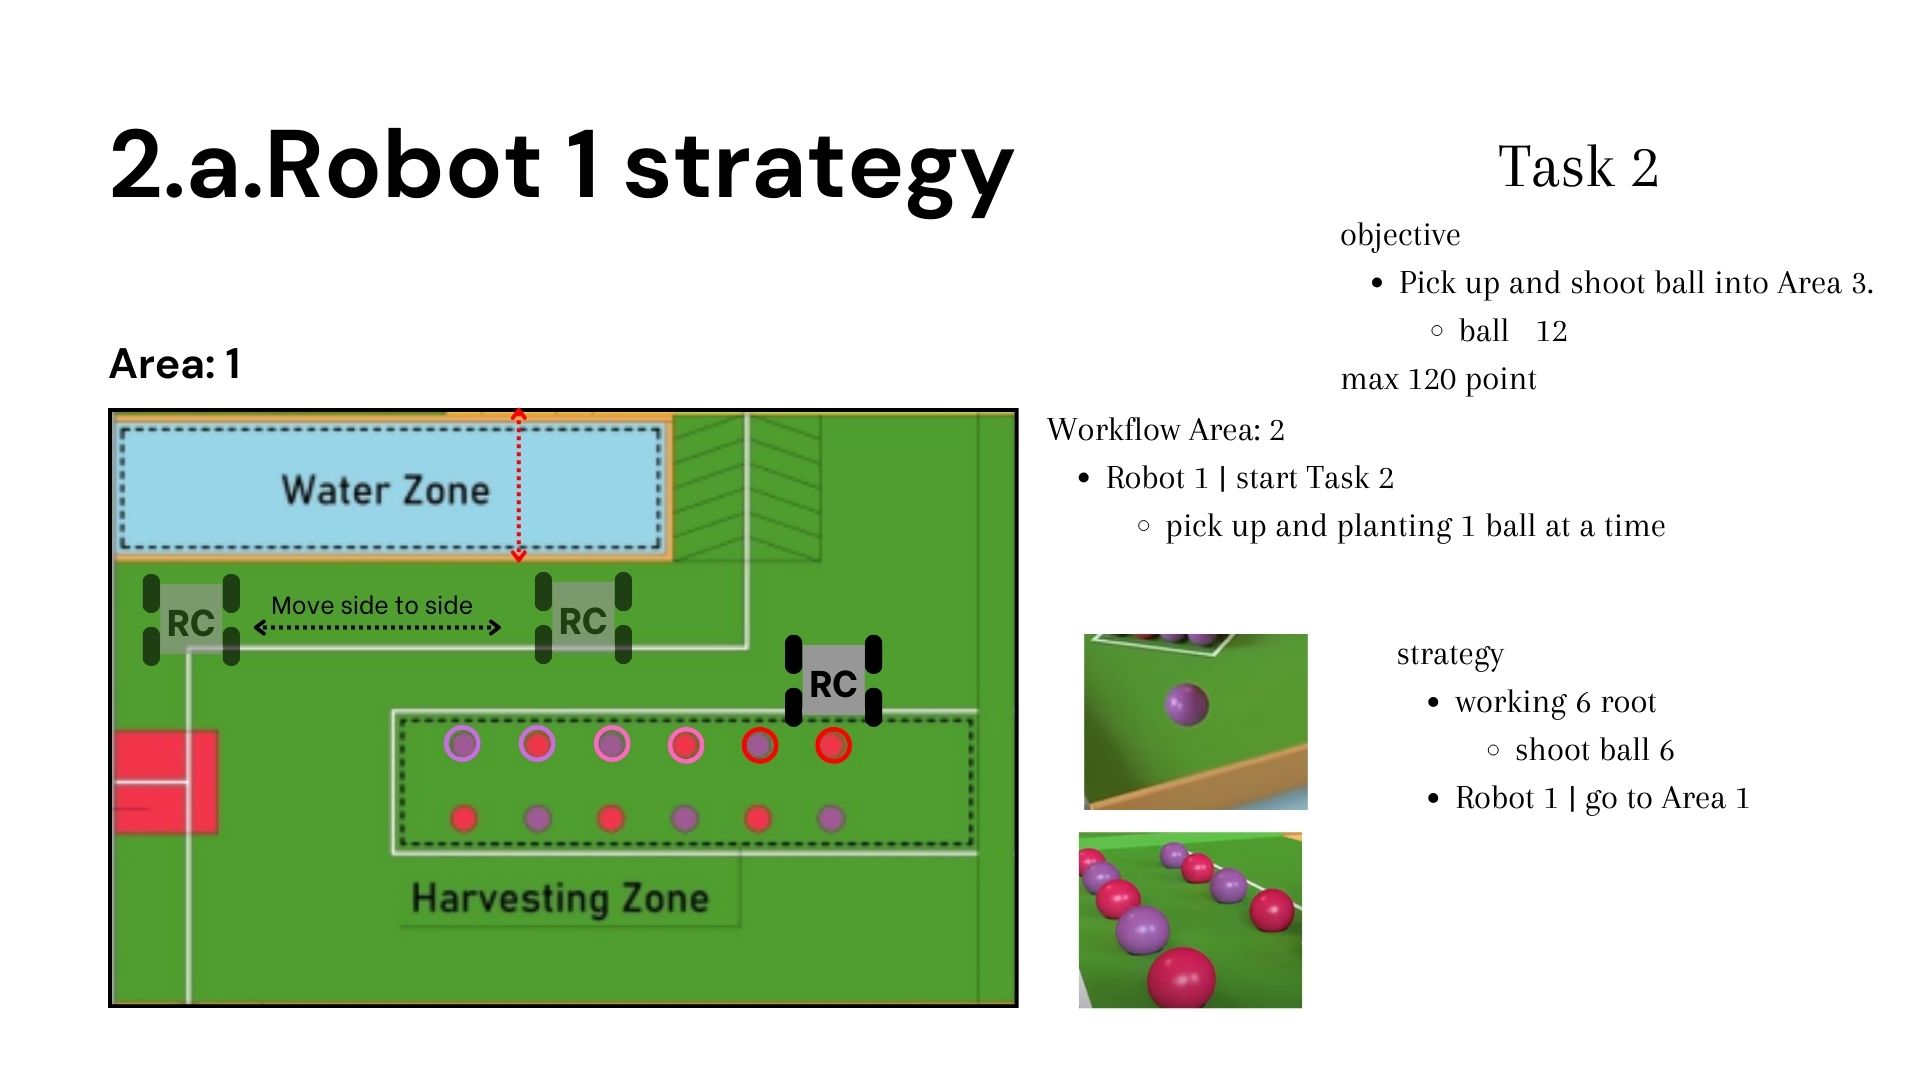 2.a.Robot 1 strategy
Area: 1
Water Zone
RC
Move side to side
RC
RC
Harvesting Zone
Task 2
objective
• Pick up and shoot ball into Area 3.
○ ball 12
max 120 point
Workflow Area: 2
• Robot 1 | start Task 2
○ pick up and planting 1 ball at a time
strategy
• working 6 root
○ shoot ball 6
• Robot 1 | go to Area 1